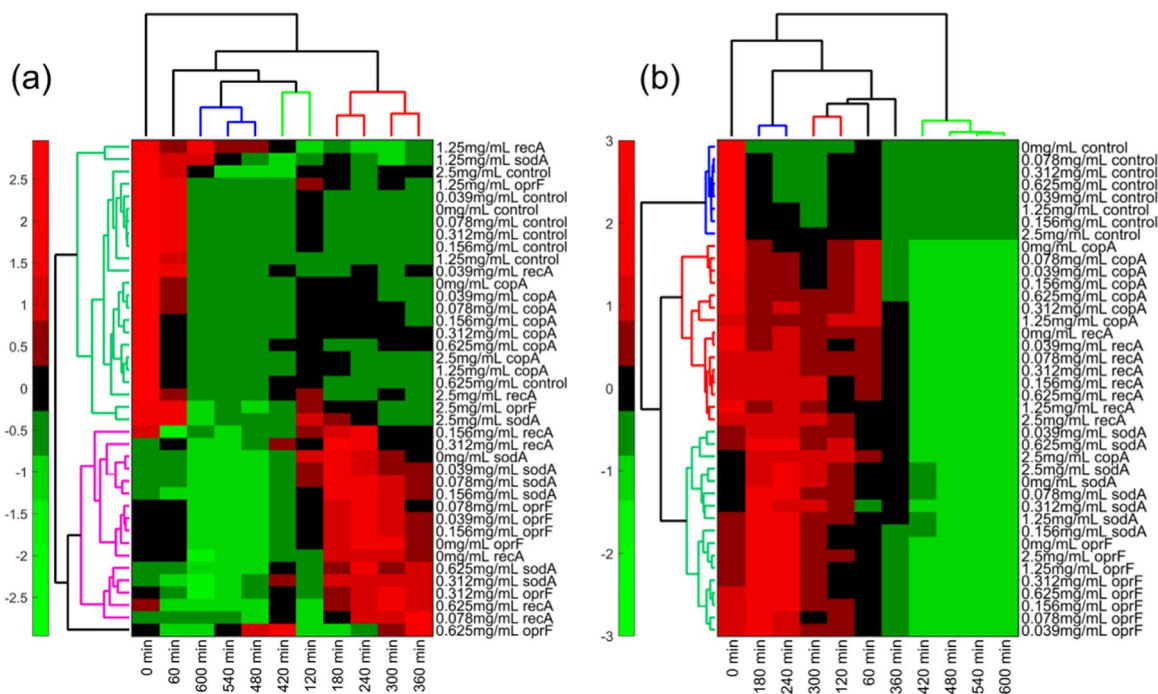 (a)
2.5
2
1.5
1
0.5
0
-0.5
-1
-1.5
-2
-2.5
1.25mg/mL recA
1.25mg/mL sodA
2.5mg/mL control
1.25mg/mL oprF
0.039mg/mL control
0mg/mL control
0.078mg/mL control
0.312mg/mL control
0.156mg/mL control
1.25mg/mL control
0.039mg/mL recA
0mg/mL copA
0.039mg/mL copA
0.078mg/mL copA
0.156mg/mL copA
0.312mg/mL copA
0.625mg/mL copA
2.5mg/mL copA
1.25mg/mL copA
0.625mg/mL control
2.5mg/mL recA
2.5mg/mL oprF
2.5mg/mL sodA
0.156mg/mL recA
0.312mg/mL recA
0mg/mL sodA
0.039mg/mL sodA
0.078mg/mL sodA
0.156mg/mL sodA
0.078mg/mL oprF
0.039mg/mL oprF
0.156mg/mL oprF
0mg/mL oprF
0mg/mL recA
0.625mg/mL sodA
0.312mg/mL sodA
0.312mg/mL oprF
0.625mg/mL recA
0.078mg/mL recA
0.625mg/mL oprF
0 min
60 min
600 min
540 min
480 min
420 min
120 min
180 min
240 min
300 min
360 min
(b)
3
2
1
0
-1
-2
-3
0mg/mL control
0.078mg/mL control
0.312mg/mL control
0.625mg/mL control
0.039mg/mL control
1.25mg/mL control
0.156mg/mL control
2.5mg/mL control
0mg/mL copA
0.078mg/mL copA
0.039mg/mL copA
0.156mg/mL copA
0.625mg/mL copA
0.312mg/mL copA
1.25mg/mL copA
0mg/mL recA
0.039mg/mL recA
0.078mg/mL recA
0.312mg/mL recA
0.156mg/mL recA
0.625mg/mL recA
1.25mg/mL recA
2.5mg/mL recA
0.039mg/mL sodA
0.625mg/mL sodA
2.5mg/mL copA
2.5mg/mL sodA
0mg/mL sodA
0.078mg/mL sodA
0.312mg/mL sodA
1.25mg/mL sodA
0.156mg/mL sodA
0mg/mL oprF
2.5mg/mL oprF
1.25mg/mL oprF
0.312mg/mL oprF
0.625mg/mL oprF
0.156mg/mL oprF
0.078mg/mL oprF
0.039mg/mL oprF
0 min
180 min
240 min
300 min
120 min
60 min
360 min
420 min
480 min
540 min
600 min